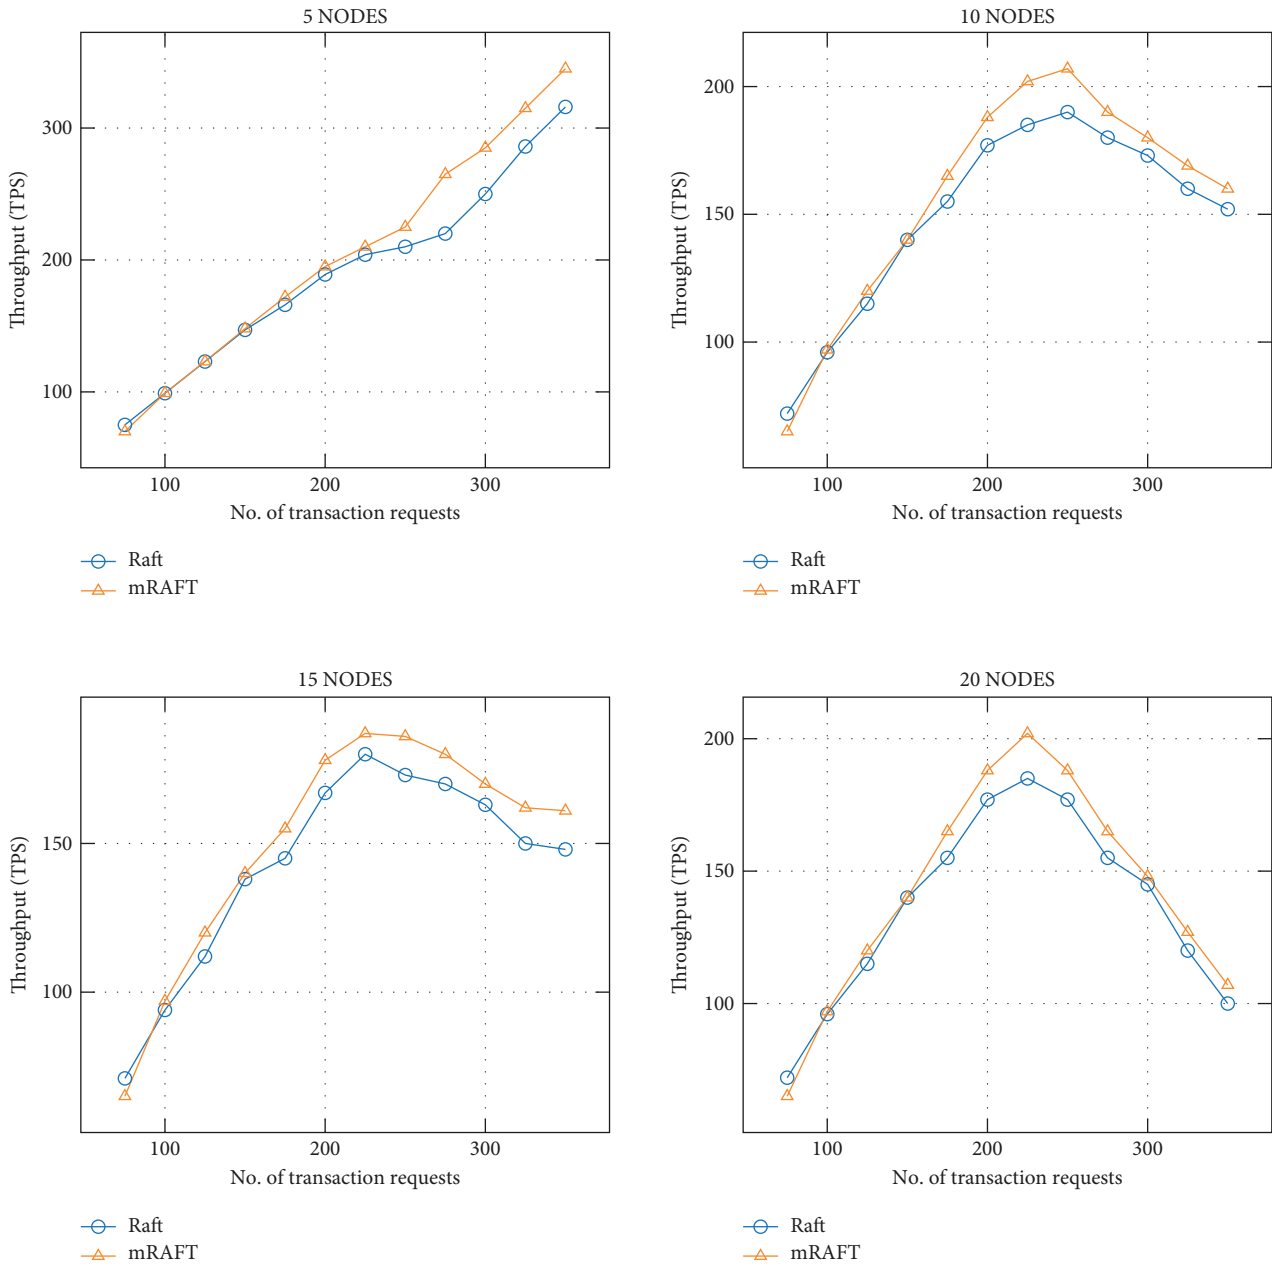 5 NODES
Throughput (TPS)
300
200
100
100 200 300
No. of transaction requests
Raft
mRAFT
10 NODES
Throughput (TPS)
200
150
100
100 200 300
No. of transaction requests
Raft
mRAFT
15 NODES
Throughput (TPS)
150
100
100 200 300
No. of transaction requests
Raft
mRAFT
20 NODES
Throughput (TPS)
200
150
100
100 200 300
No. of transaction requests
Raft
mRAFT